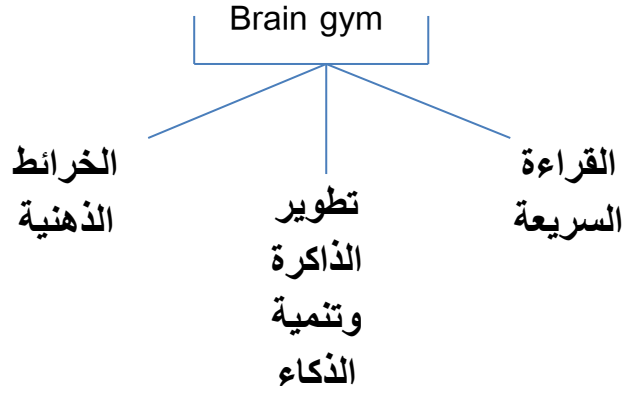 Brain gym
القراءة
السريعة
تطوير
الذاكرة
وتنمية
الذكاء
الخرائط
الذهنية